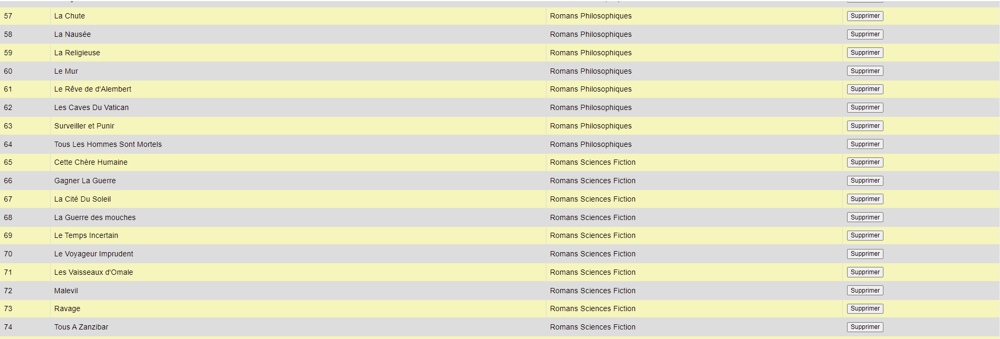 57 La Chute Romans Philosophiques Supprimer
58 La Nausée Romans Philosophiques Supprimer
59 La Religieuse Romans Philosophiques Supprimer
60 Le Mur Romans Philosophiques Supprimer
61 Le Rêve de d'Alembert Romans Philosophiques Supprimer
62 Les Caves Du Vatican Romans Philosophiques Supprimer
63 Surveiller et Punir Romans Philosophiques Supprimer
64 Tous Les Hommes Sont Mortels Romans Philosophiques Supprimer
65 Cette Chère Humaine Romans Sciences Fiction Supprimer
66 Gagner La Guerre Romans Sciences Fiction Supprimer
67 La Cité Du Soleil Romans Sciences Fiction Supprimer
68 La Guerre des mouches Romans Sciences Fiction Supprimer
69 Le Temps Incertain Romans Sciences Fiction Supprimer
70 Le Voyageur Imprudent Romans Sciences Fiction Supprimer
71 Les Vaisseaux d'Omale Romans Sciences Fiction Supprimer
72 Malevil Romans Sciences Fiction Supprimer
73 Ravage Romans Sciences Fiction Supprimer
74 Tous A Zanzibar Romans Sciences Fiction Supprimer